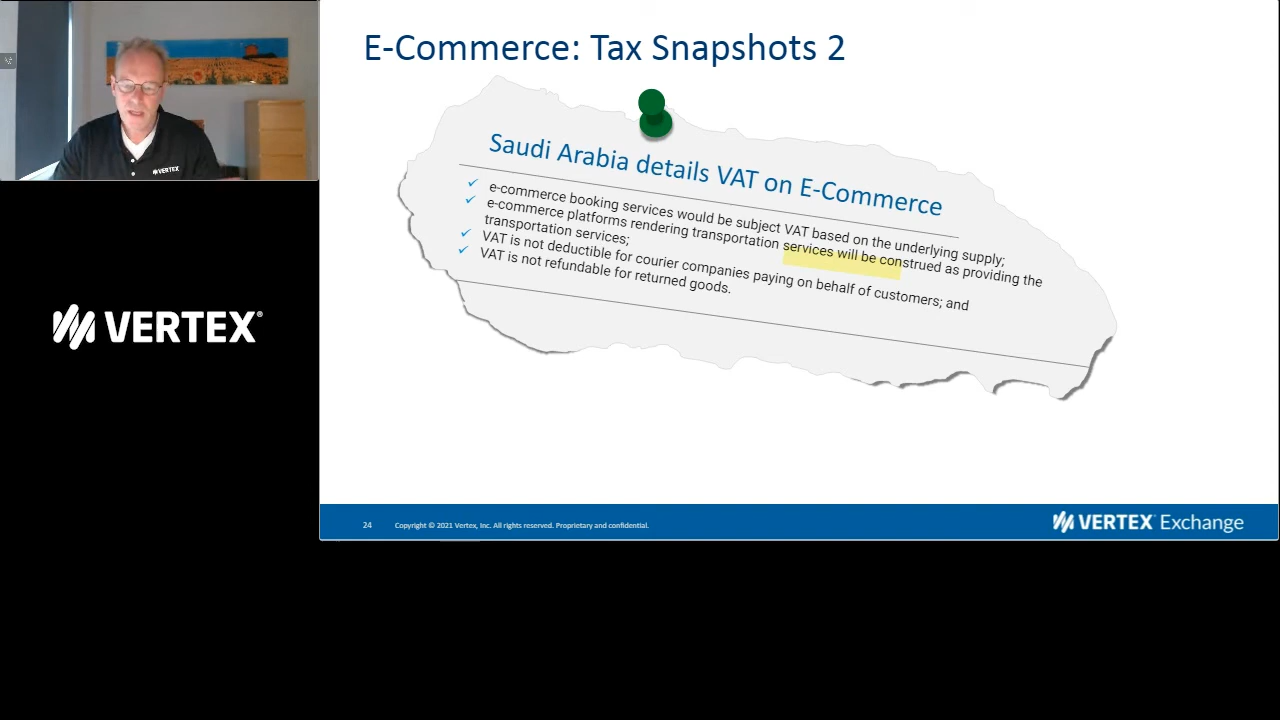 E-Commerce: Tax Snapshots 2
Saudi Arabia details VAT on E-Commerce
e-commerce booking services would be subject VAT based on the underlying supply;
e-commerce platforms rendering transportation services will be construed as providing the
transportation services;
VAT is not deductible for courier companies paying on behalf of customers; and
VAT is not refundable for returned goods.
VERTEX
VERTEX®
24
Copyright © 2021 Vertex, Inc. All rights reserved. Proprietary and confidential.
VERTEX Exchange